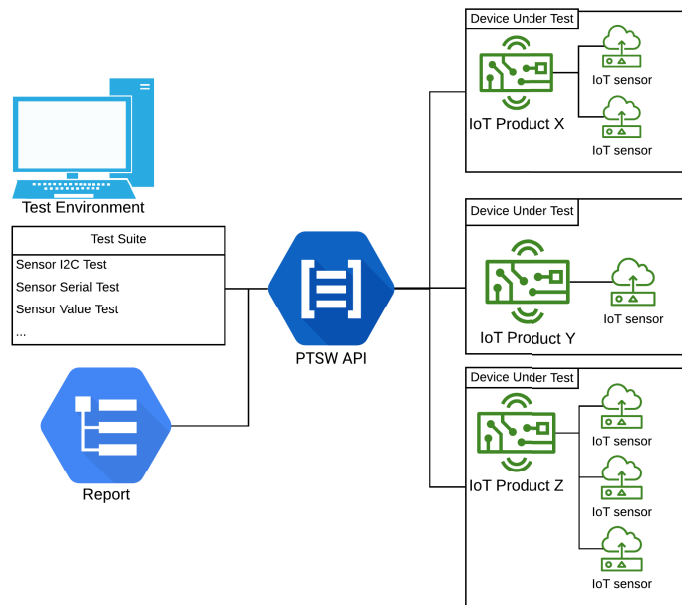 Test Environment
Test Suite
Sensor I2C Test
Sensor Serial Test
Sensor Value Test
...
Report
PTSW API
Device Under Test
IoT Product X
IoT sensor
IoT sensor
Device Under Test
IoT Product Y
IoT sensor
Device Under Test
IoT Product Z
IoT sensor
IoT sensor
IoT sensor